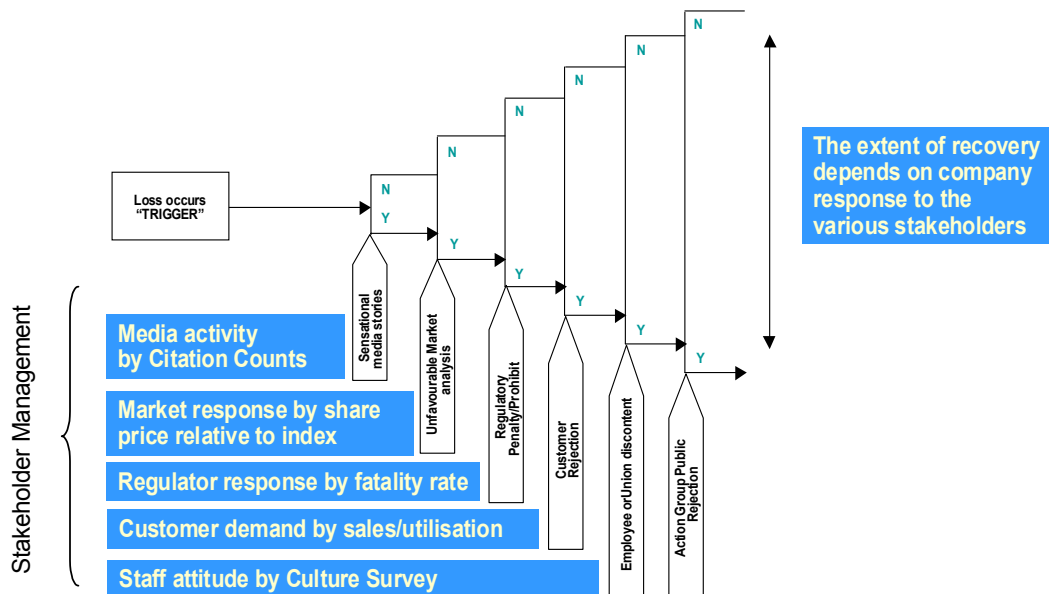 N
N
N
N
N
N
Loss occurs
“TRIGGER”
Y
Y
Y
Y
Y
Y
The extent of recovery
depends on company
response to the
various stakeholders
Sensational
media stories
Unfavourable Market
analysis
Regulatory
Penalty/Prohibit
Customer
Rejection
Employee orUnion discontent
Action Group Public
Rejection
Stakeholder Management
Media activity
by Citation Counts
Market response by share
price relative to index
Regulator response by fatality rate
Customer demand by sales/utilisation
Staff attitude by Culture Survey